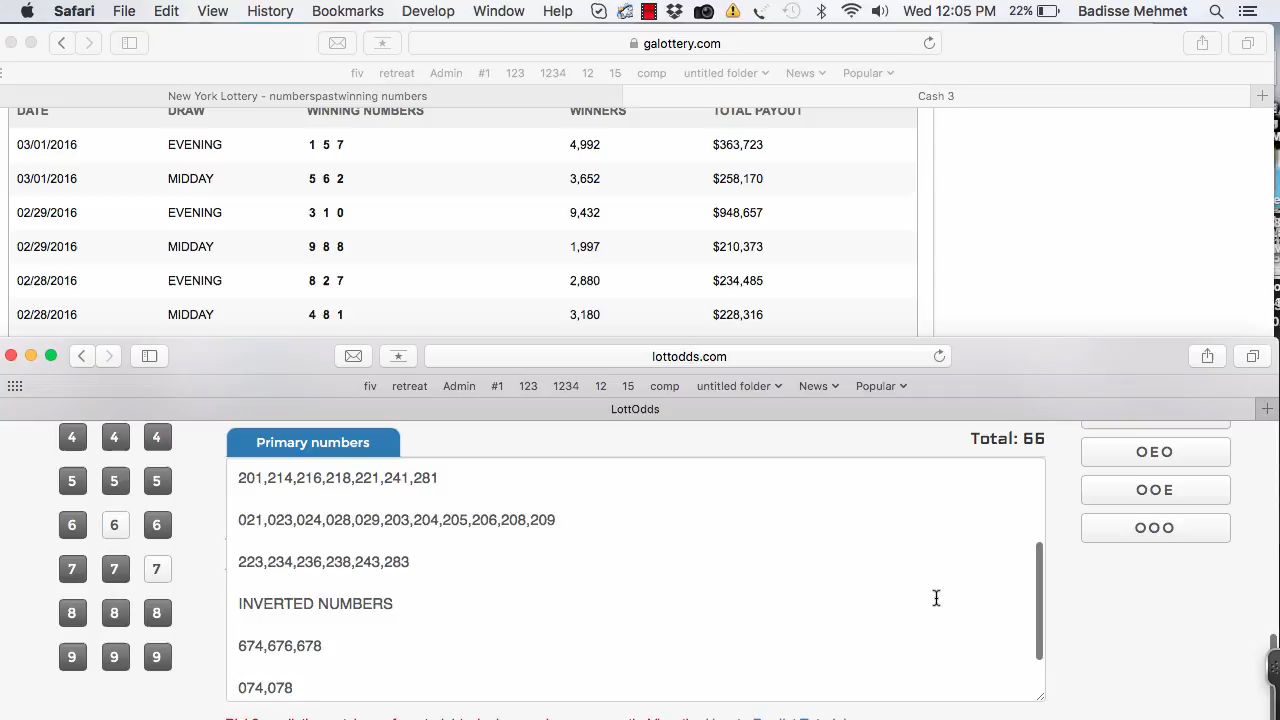 Safari File Edit View History Bookmarks Develop Window Help Wed 12:05 PM 22% Badisse Mehmet
galottery.com
fiv retreat Admin #1 123 1234 12 15 comp untitled folder News Popular
New York Lottery - numberspastwinning numbers Cash 3
DATE DRAW WINNING NUMBERS WINNERS TOTAL PAYOUT
03/01/2016 EVENING 1 5 7 4,992 $363,723
03/01/2016 MIDDAY 5 6 2 3,652 $258,170
02/29/2016 EVENING 3 1 0 9,432 $948,657
02/29/2016 MIDDAY 9 8 8 1,997 $210,373
02/28/2016 EVENING 8 2 7 2,880 $234,485
02/28/2016 MIDDAY 4 8 1 3,180 $228,316
lottodds.com
fiv retreat Admin #1 123 1234 12 15 comp untitled folder News Popular
LottOdds
4 4 4 Primary numbers Total: 66
OEO
5 5 5 201,214,216,218,221,241,281
OOE
6 6 6 021,023,024,028,029,203,204,205,206,208,209 OOO
7 7 7 223,234,236,238,243,283
8 8 8 INVERTED NUMBERS
9 9 9 674,676,678
074,078